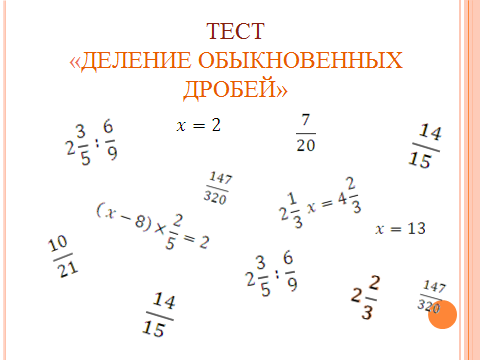 ТЕСТ
«ДЕЛЕНИЕ ОБЫКНОВЕННЫХ
ДРОБЕЙ»
2 3/5 : 6/9
x = 2
7/20
14/15
147/320
(x − 8) × 2/5 = 2
2 1/3 x = 4 2/3
x = 13
10/21
2 3/5 : 6/9
14/15
2 2/3
147/320